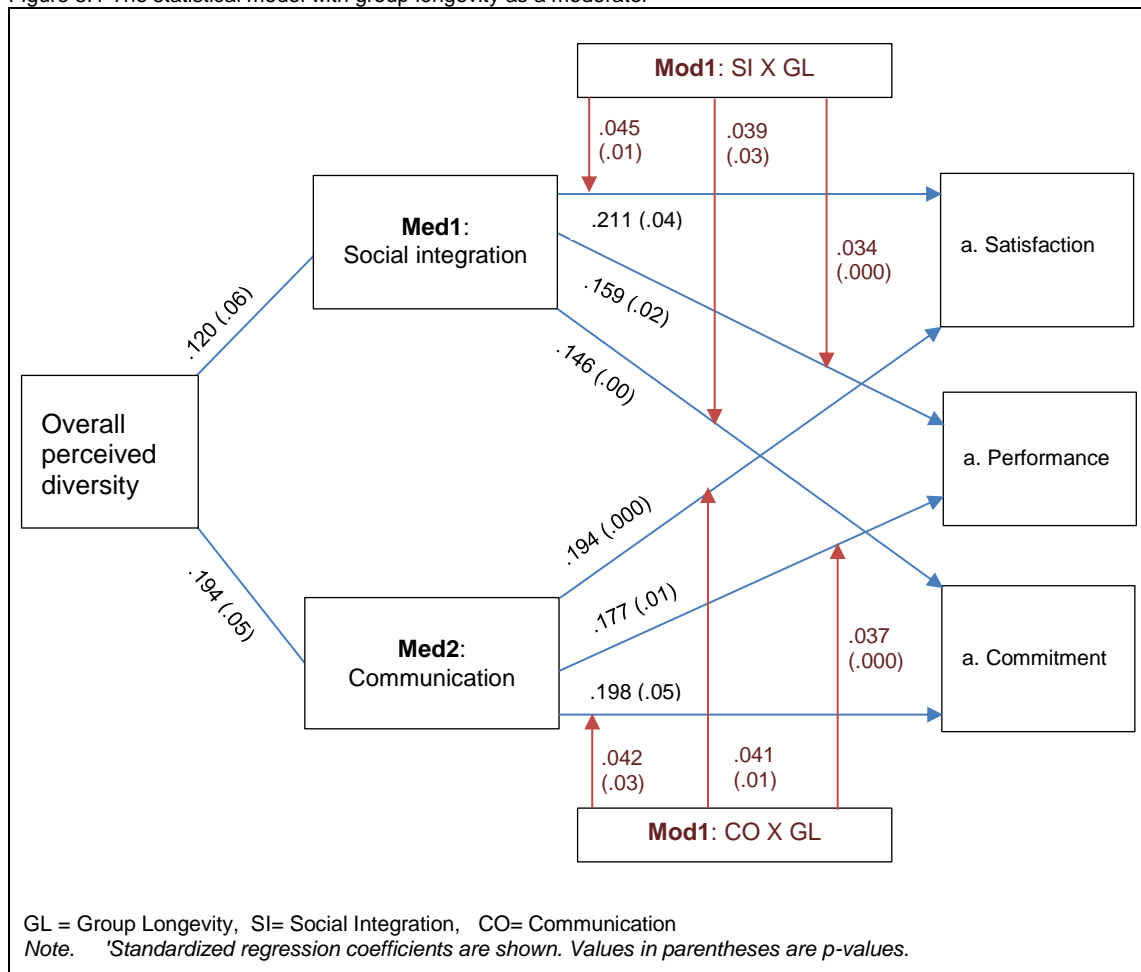 Mod1: SI X GL
.045
(.01)
.039
(.03)
.034
(.000)
Med1:
Social integration
.211 (.04)
.159 (.02)
.146 (.00)
a. Satisfaction
.120 (.06)
Overall
perceived
diversity
a. Performance
.194 (.05)
.194 (.000)
.177 (.01)
.198 (.05)
Med2:
Communication
.037
(.000)
a. Commitment
.042
(.03)
.041
(.01)
Mod1: CO X GL
GL = Group Longevity, SI= Social Integration, CO= Communication
Note. 'Standardized regression coefficients are shown. Values in parentheses are p-values.